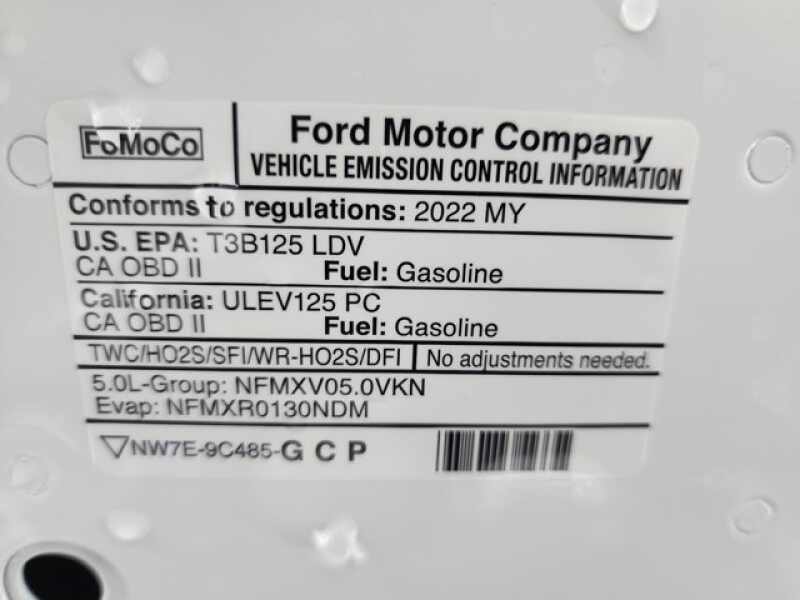 FoMoCo
Ford Motor Company
VEHICLE EMISSION CONTROL INFORMATION
Conforms to regulations: 2022 MY
U.S. EPA: T3B125 LDV
CA OBD II Fuel: Gasoline
California: ULEV125 PC
CA OBD II Fuel: Gasoline
TWC/HO2S/SFI/WR-HO2S/DFI No adjustments needed.
5.0L-Group: NFMXV05.0VKN
Evap: NFMXR0130NDM
NW7E-9C485-G C P